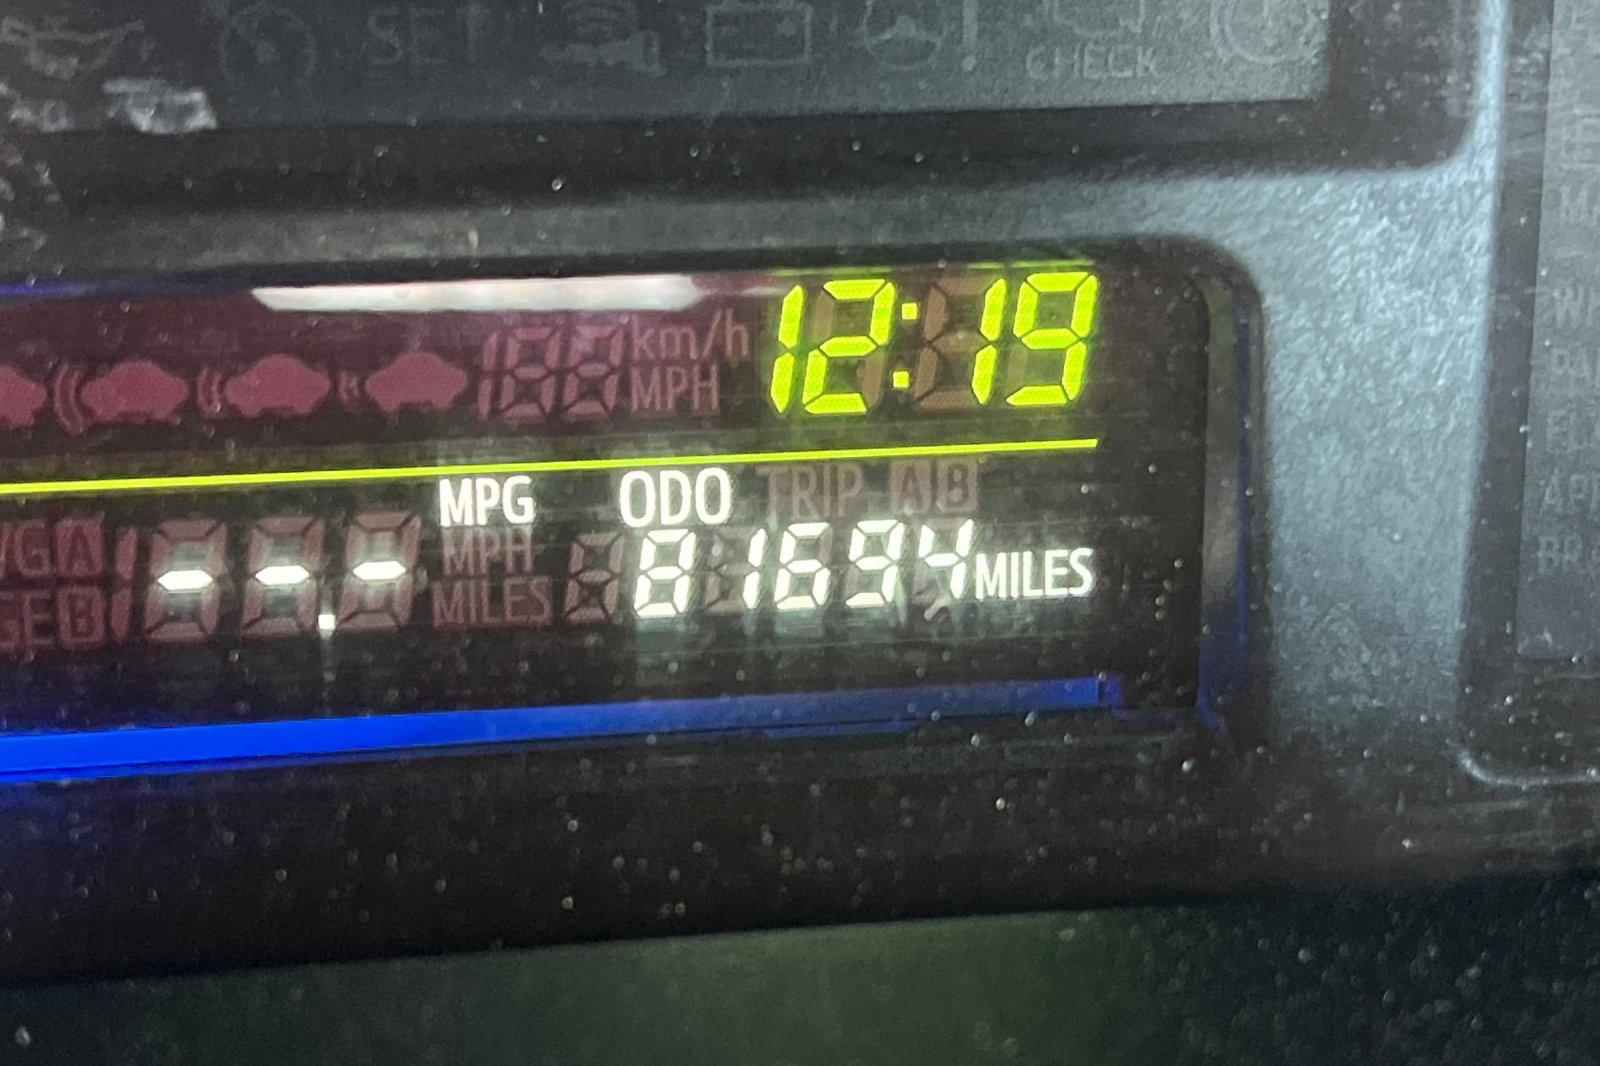 SET
CHECK
km/h
MPH
12:19
MPG ODO TRIP A B
MPH
A
B
MILES
---.
81694 MILES